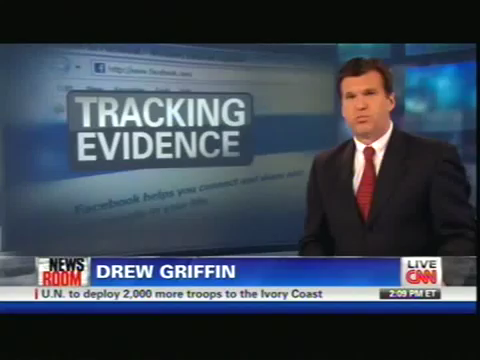 http://www.facebook.com/
TRACKING
EVIDENCE
Facebook helps you connect and share with
NEWS
ROOM
DREW GRIFFIN
LIVE
CNN
U.N. to deploy 2,000 more troops to the Ivory Coast
2:09 PM ET